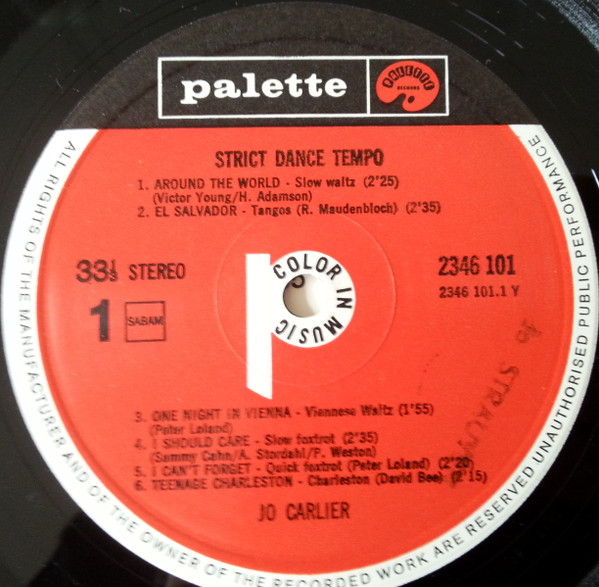 palette
PALETTE
RECORDS
STRICT DANCE TEMPO
1. AROUND THE WORLD - Slow waltz (2'25)
(Victor Young/H. Adamson)
2. EL SALVADOR - Tangos (R. Maudenbloch) (2'35)
33⅓ STEREO
1
SABAM
COLOR IN MUSIC
2346 101
2346 101.1 Y
3. ONE NIGHT IN VIENNA - Viennese Waltz (1'55)
(Peter Loland)
4. I SHOULD CARE - Slow foxtrot (2'35)
(Sammy Cahn/A. Stordahl/P. Weston)
5. I CAN'T FORGET - Quick foxtrot (Peter Loland) (2'20)
6. TEENAGE CHARLESTON - Charleston (David Bee) (2'15)
JO CARLIER
ALL RIGHTS OF THE MANUFACTURER AND OF THE OWNER OF THE RECORDED WORK ARE RESERVED UNAUTHORISED PUBLIC PERFORMANCE